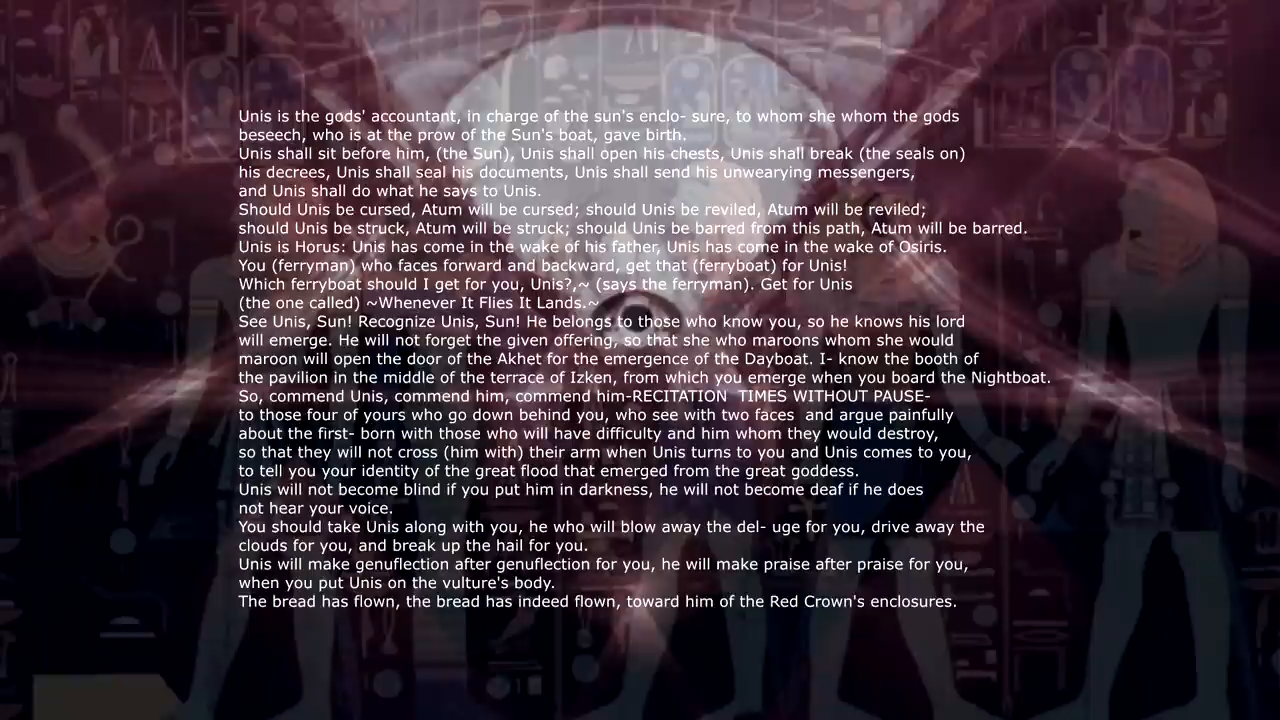 Unis is the gods' accountant, in charge of the sun's enclo- sure, to whom she whom the gods
beseech, who is at the prow of the Sun's boat, gave birth.
Unis shall sit before him, (the Sun), Unis shall open his chests, Unis shall break (the seals on)
his decrees, Unis shall seal his documents, Unis shall send his unwearying messengers,
and Unis shall do what he says to Unis.
Should Unis be cursed, Atum will be cursed; should Unis be reviled, Atum will be reviled;
should Unis be struck, Atum will be struck; should Unis be barred from this path, Atum will be barred.
Unis is Horus: Unis has come in the wake of his father, Unis has come in the wake of Osiris.
You (ferryman) who faces forward and backward, get that (ferryboat) for Unis!
Which ferryboat should I get for you, Unis?,~ (says the ferryman). Get for Unis
(the one called) ~Whenever It Flies It Lands.~
See Unis, Sun! Recognize Unis, Sun! He belongs to those who know you, so he knows his lord
will emerge. He will not forget the given offering, so that she who maroons whom she would
maroon will open the door of the Akhet for the emergence of the Dayboat. I- know the booth of
the pavilion in the middle of the terrace of Izken, from which you emerge when you board the Nightboat.
So, commend Unis, commend him, commend him-RECITATION  TIMES WITHOUT PAUSE-
to those four of yours who go down behind you, who see with two faces  and argue painfully
about the first- born with those who will have difficulty and him whom they would destroy,
so that they will not cross (him with) their arm when Unis turns to you and Unis comes to you,
to tell you your identity of the great flood that emerged from the great goddess.
Unis will not become blind if you put him in darkness, he will not become deaf if he does
not hear your voice.
You should take Unis along with you, he who will blow away the del- uge for you, drive away the
clouds for you, and break up the hail for you.
Unis will make genuflection after genuflection for you, he will make praise after praise for you,
when you put Unis on the vulture's body.
The bread has flown, the bread has indeed flown, toward him of the Red Crown's enclosures.